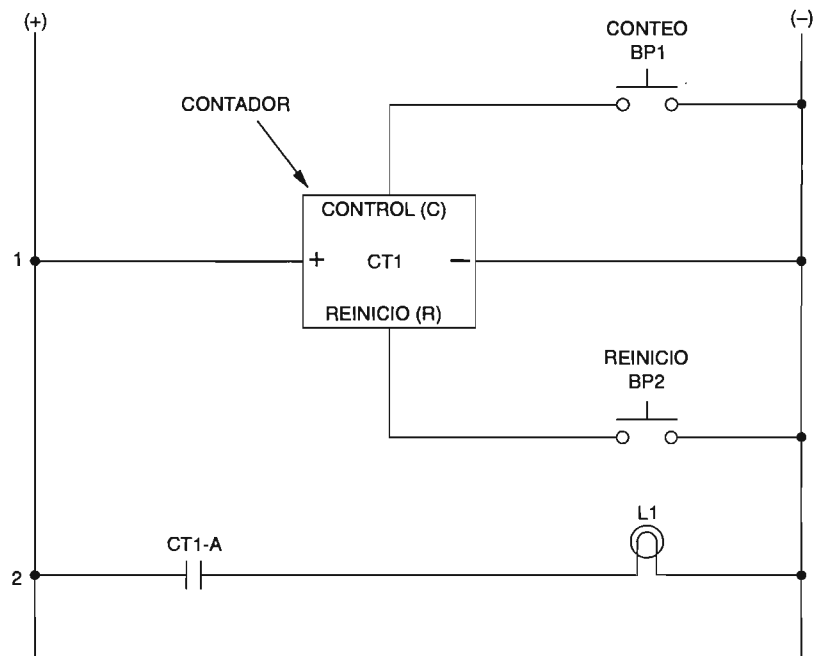 (+)
(–)
CONTEO
BP1
CONTADOR
CONTROL (C)
1
+
CT1
–
REINICIO (R)
REINICIO
BP2
L1
CT1-A
2